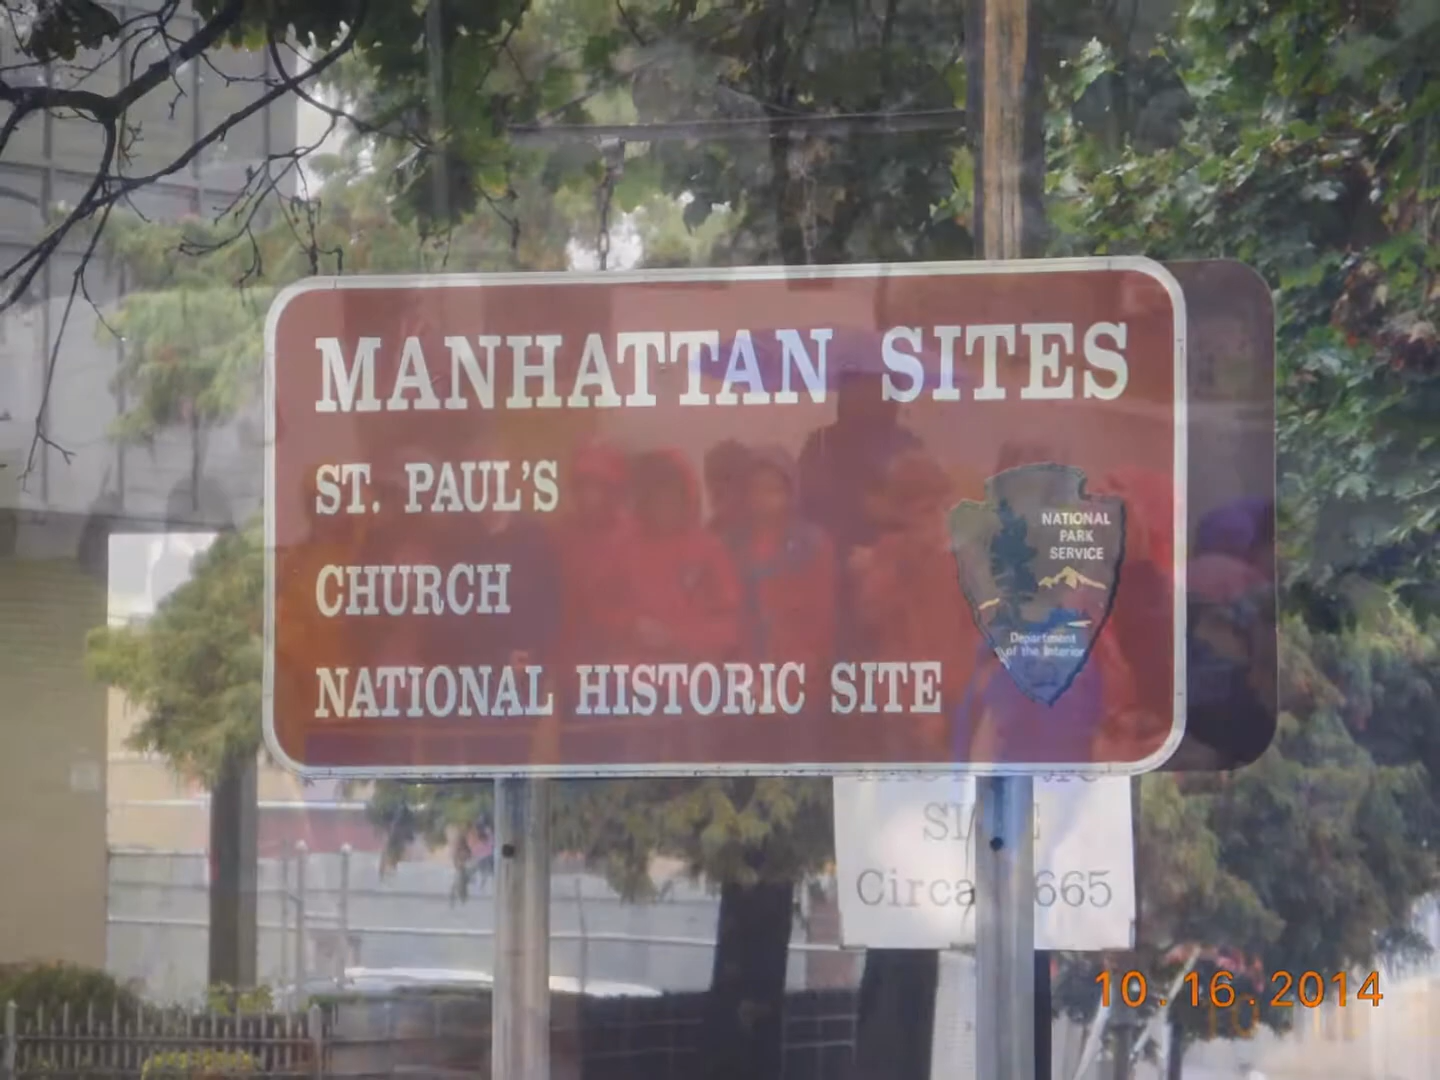 MANHATTAN SITES
ST. PAUL'S
CHURCH
NATIONAL HISTORIC SITE
NATIONAL
PARK
SERVICE
Department
of the Interior
Circa 665
10.16.2014